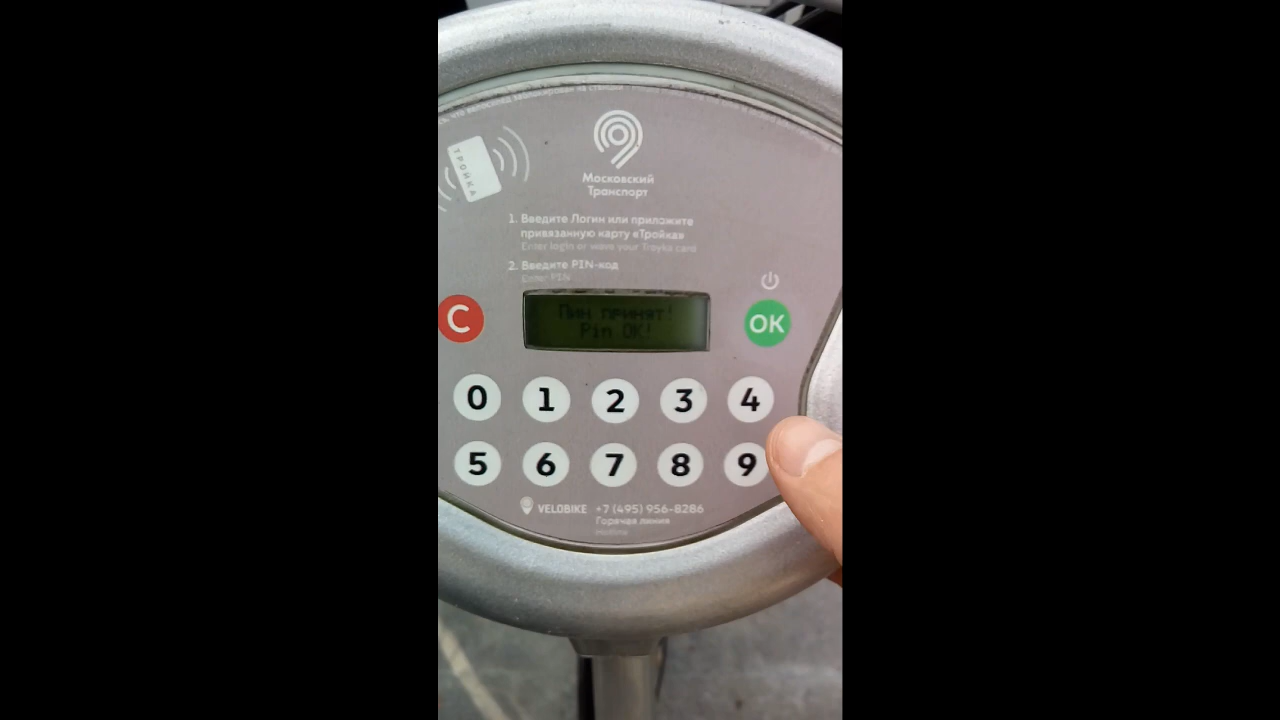 ТРОЙКА
Московский
Транспорт
1. Введите Логин или приложите
привязанную карту «Тройка»
Enter login or wave your Troyka card
2. Введите PIN-код
Enter PIN
C
Пин принят!
Pin OK!
OK
0 1 2 3 4
5 6 7 8 9
VELOBIKE +7 (495) 956-8286
Горячая линия
Hotline